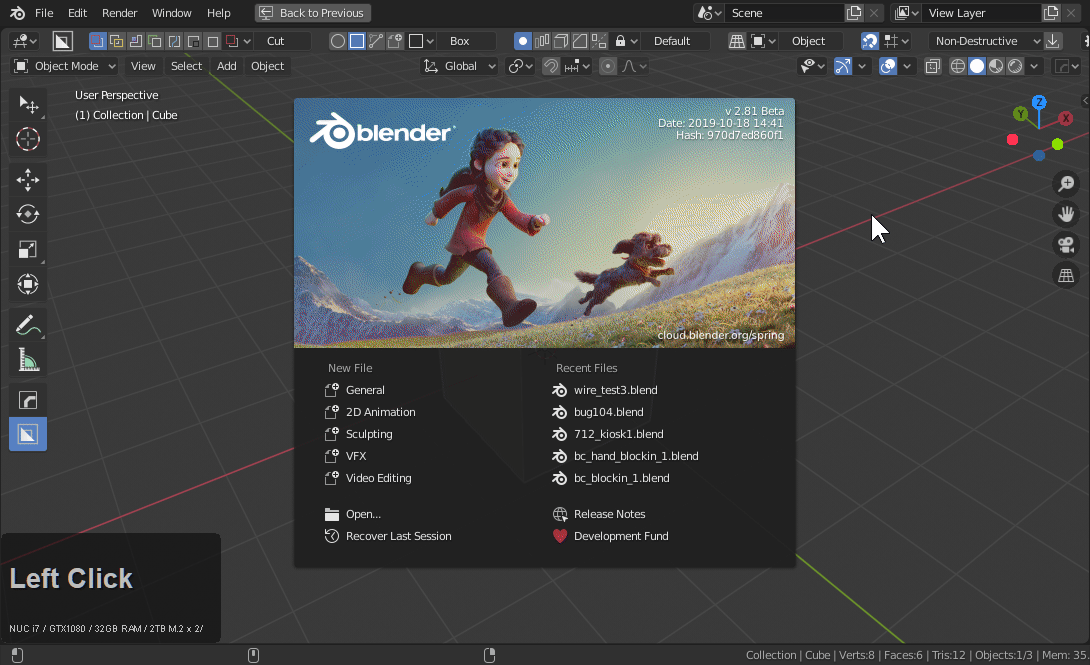 File Edit Render Window Help Back to Previous Scene View Layer
Cut Box Default Object Non-Destructive
Object Mode View Select Add Object Global
User Perspective
(1) Collection | Cube
Z
Y
X
blender
v 2.81 Beta
Date: 2019-10-18 14:41
Hash: 970d7ed860f1
cloud.blender.org/spring
New File
General
2D Animation
Sculpting
VFX
Video Editing
Open...
Recover Last Session
Recent Files
wire_test3.blend
bug104.blend
712_kiosk1.blend
bc_hand_blockin_1.blend
bc_blockin_1.blend
Release Notes
Development Fund
Left Click
NUC i7 / GTX1080 / 32GB RAM / 2TB M.2 x 2/
Collection | Cube | Verts:8 | Faces:6 | Tris:12 | Objects:1/3 | Mem: 35